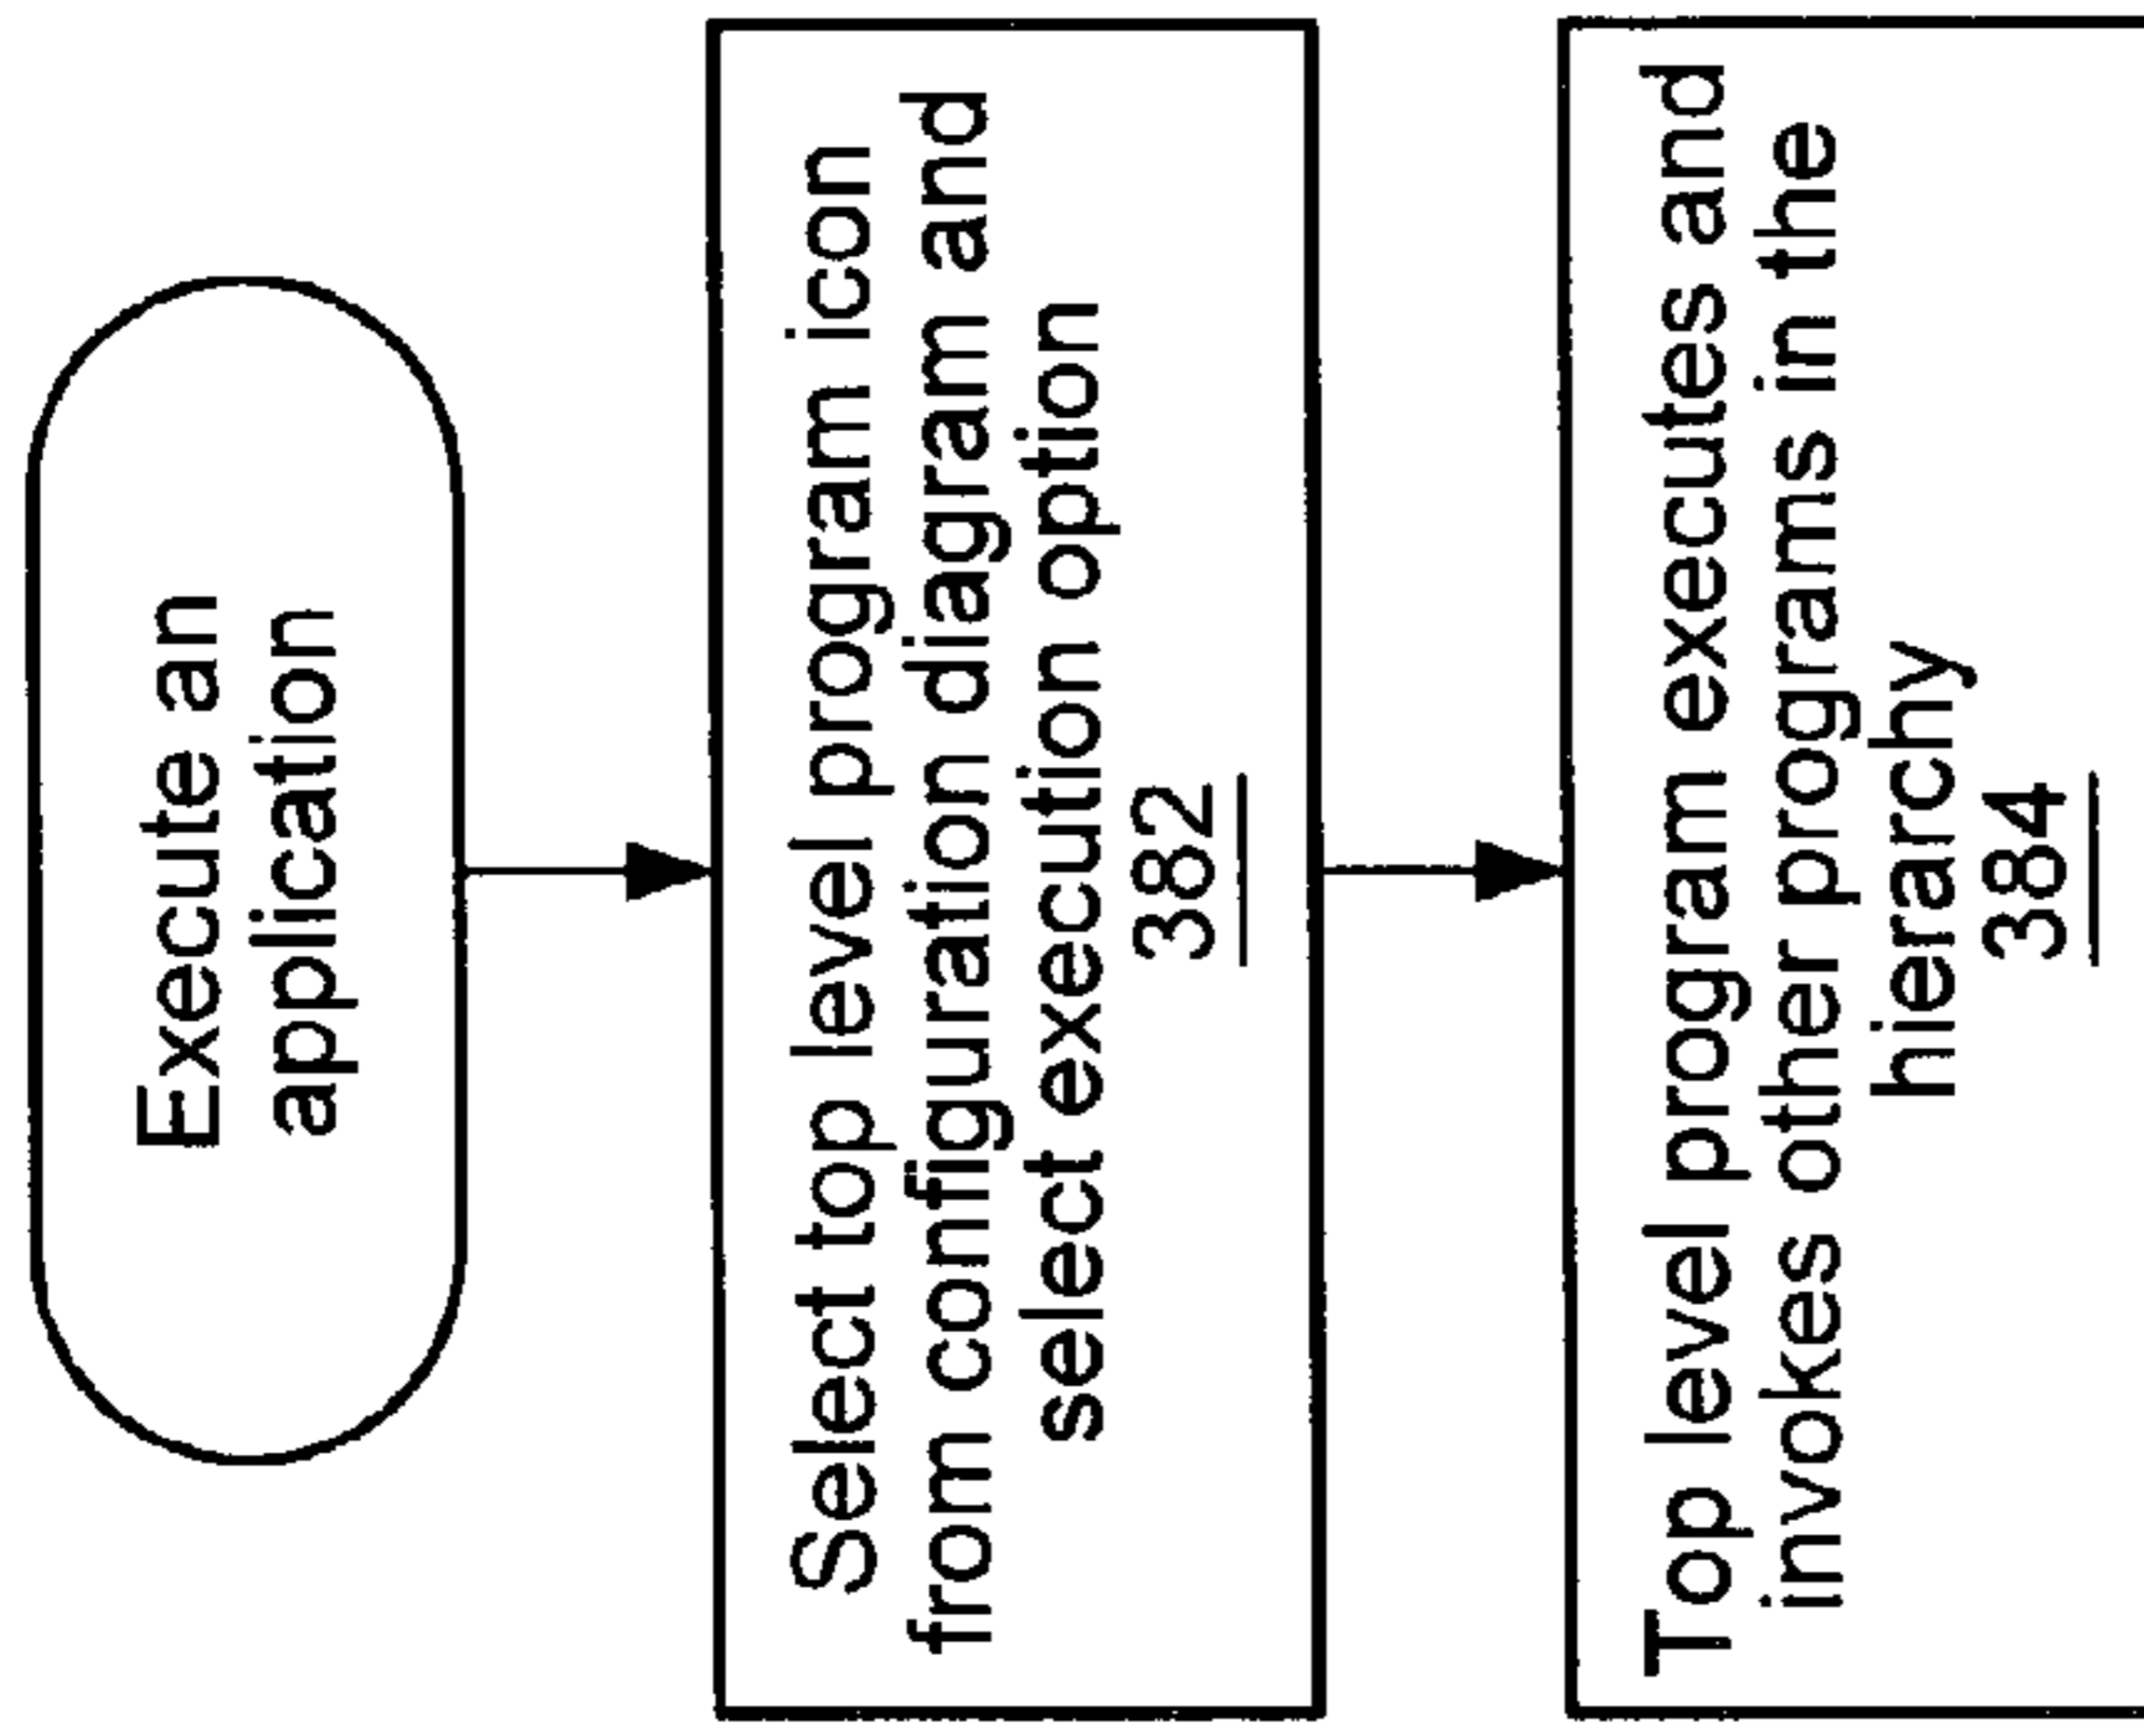 Execute an
application
Select top level program icon
from configuration diagram and
select execution option
382
Top level program executes and
invokes other programs in the
hierarchy
384